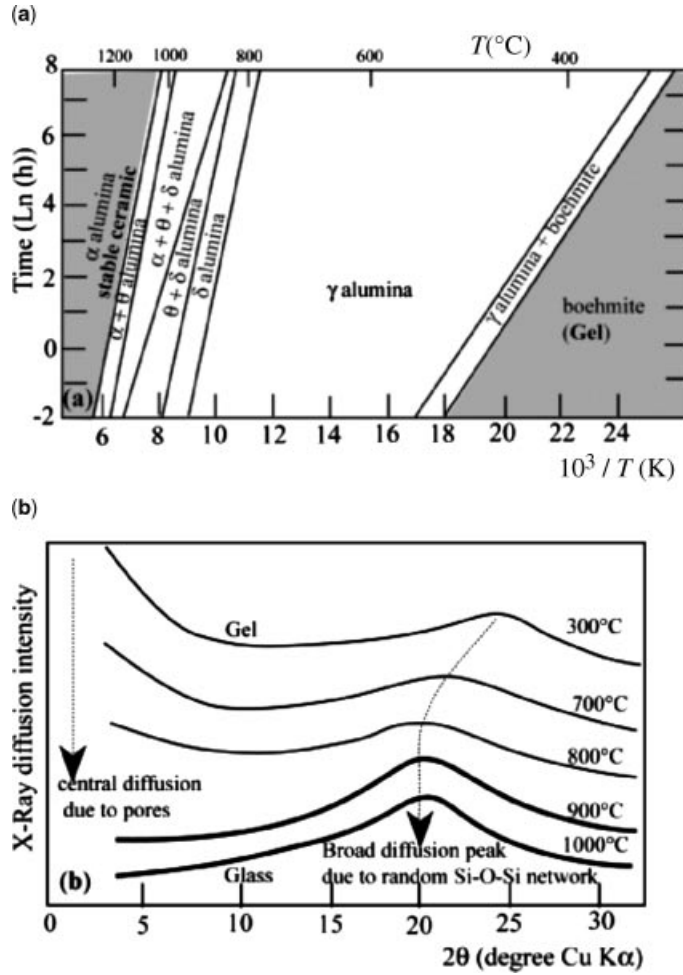 (a)
1200 1000 800 600 T(°C) 400
8
6
4
2
0
-2
Time (Ln (h))
α alumina
stable ceramic
α + θ alumina
α + θ + δ alumina
θ + δ alumina
δ alumina
γ alumina
γ alumina + boehmite
boehmite
(Gel)
(a)
6 8 10 12 14 16 18 20 22 24
10³ / T (K)
(b)
X-Ray diffusion intensity
Gel
300°C
700°C
800°C
central diffusion
due to pores
900°C
1000°C
Broad diffusion peak
due to random Si-O-Si network
(b)
Glass
0 5 10 15 20 25 30
2θ (degree Cu Kα)